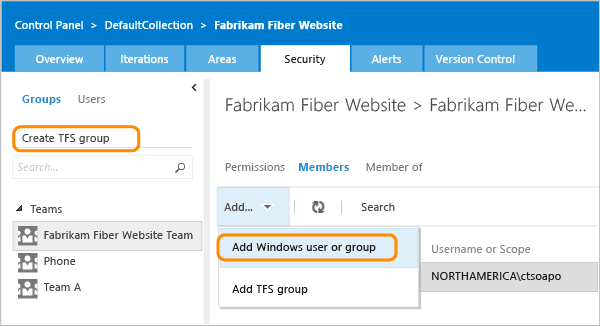 Control Panel > DefaultCollection > Fabrikam Fiber Website
Overview Iterations Areas Security Alerts Version Control
Groups Users
Create TFS group
Search...
Teams
Fabrikam Fiber Website Team
Phone
Team A
Fabrikam Fiber Website > Fabrikam Fiber We...
Permissions Members Member of
Add... Search
Add Windows user or group
Add TFS group
Username or Scope
NORTHAMERICA\ctsoapo